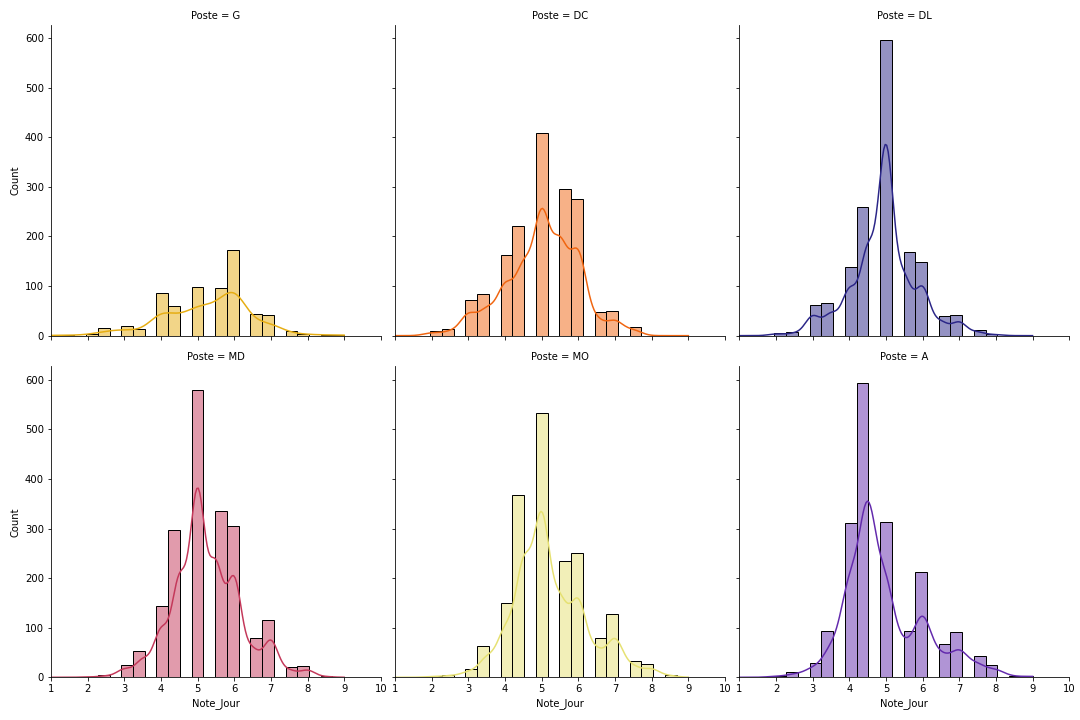 Poste = G
Poste = DC
Poste = DL
600
500
400
300
200
100
0
Count
Poste = MD
Poste = MO
Poste = A
600
500
400
300
200
100
0
Count
1 2 3 4 5 6 7 8 9 10
1 2 3 4 5 6 7 8 9 10
1 2 3 4 5 6 7 8 9 10
Note_Jour
Note_Jour
Note_Jour